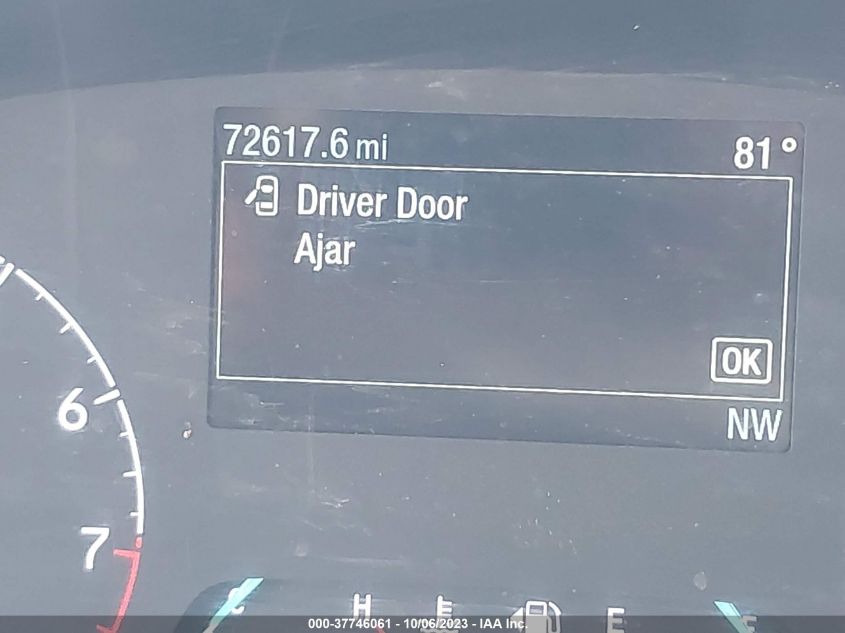 72617.6 mi
81°
Driver Door
Ajar
OK
NW
6
7
C H E F
000-37746061 - 10/06/2023 - IAA Inc.